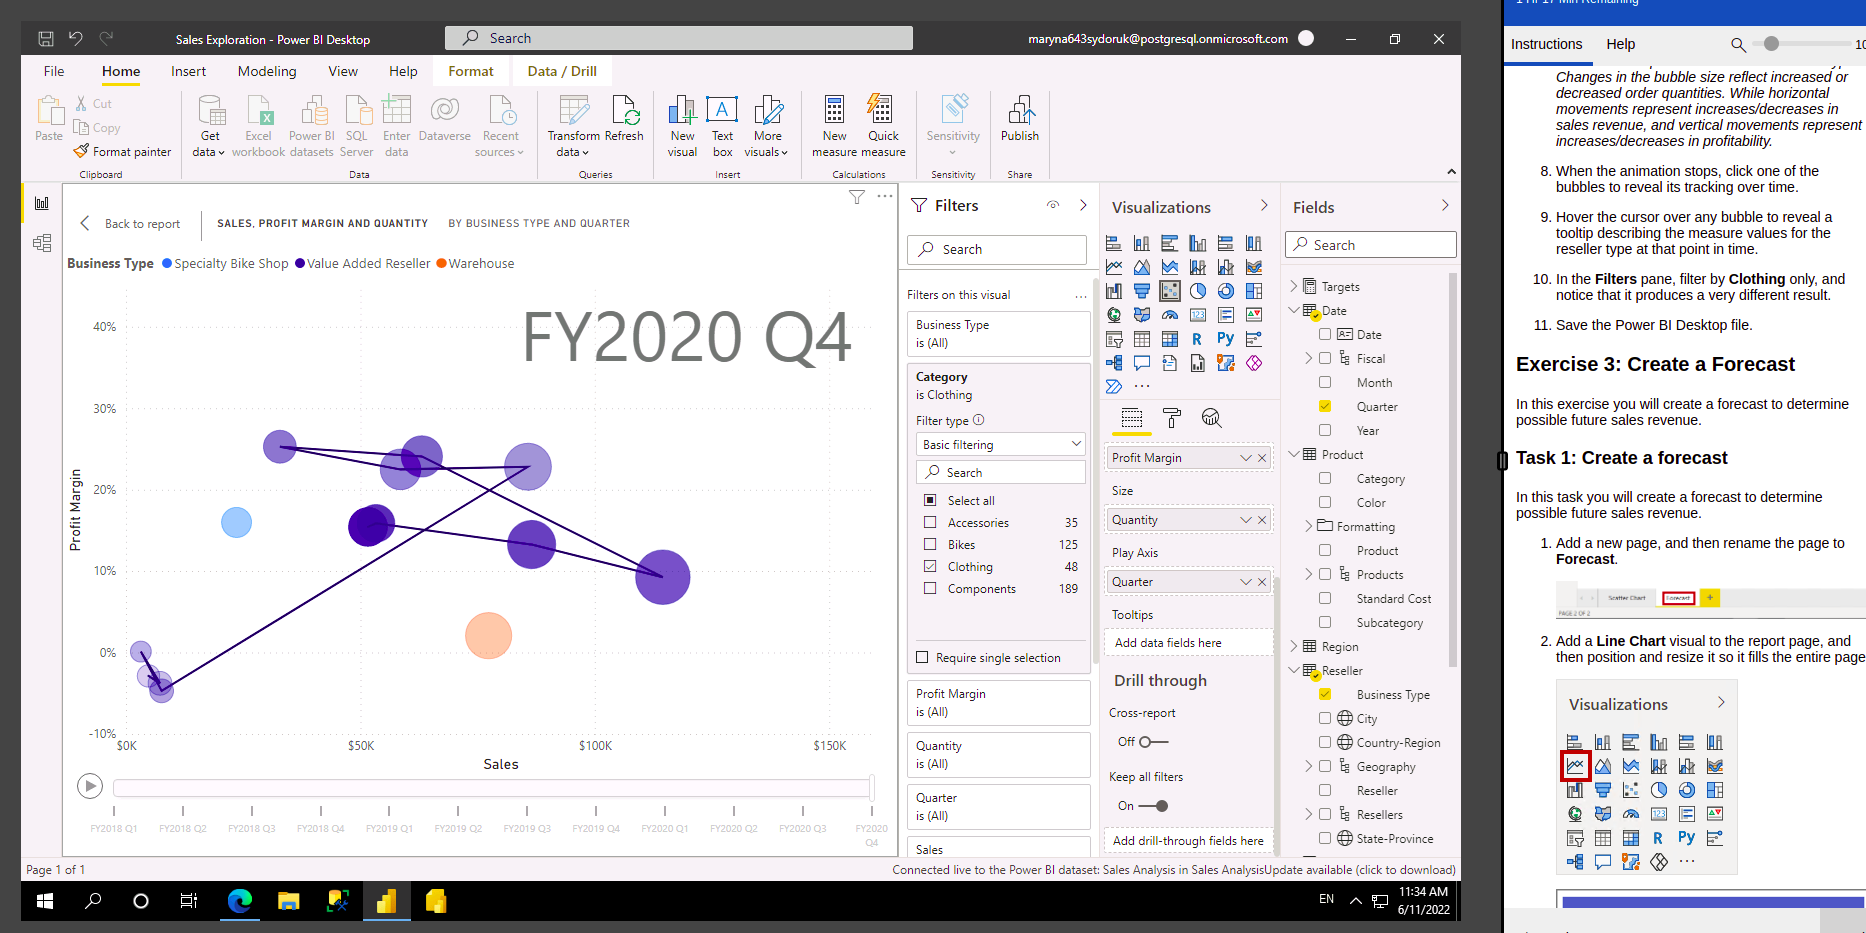 Sales Exploration - Power BI Desktop
Search
maryna643sydoruk@postgresql.onmicrosoft.com
File Home Insert Modeling View Help Format Data / Drill
Paste
Cut
Copy
Format painter
Clipboard
Get data
Excel workbook
Power BI datasets
SQL Server
Enter data
Dataverse
Recent sources
Data
Transform data
Refresh
Queries
New visual
Text box
More visuals
Insert
New measure
Quick measure
Calculations
Sensitivity
Sensitivity
Publish
Share
Back to report
SALES, PROFIT MARGIN AND QUANTITY BY BUSINESS TYPE AND QUARTER
Business Type Specialty Bike Shop Value Added Reseller Warehouse
FY2020 Q4
40%
30%
20%
10%
0%
-10%
Profit Margin
$0K $50K $100K $150K
Sales
FY2018 Q1 FY2018 Q2 FY2018 Q3 FY2018 Q4 FY2019 Q1 FY2019 Q2 FY2019 Q3 FY2019 Q4 FY2020 Q1 FY2020 Q2 FY2020 Q3 FY2020 Q4
Filters
Search
Filters on this visual
Business Type
is (All)
Category
is Clothing
Filter type
Basic filtering
Search
Select all
Accessories 35
Bikes 125
Clothing 48
Components 189
Require single selection
Profit Margin
is (All)
Quantity
is (All)
Quarter
is (All)
Sales
Visualizations
123
R Py
Profit Margin
Size
Quantity
Play Axis
Quarter
Tooltips
Add data fields here
Drill through
Cross-report
Off
Keep all filters
On
Add drill-through fields here
Fields
Search
Targets
Date
Date
Fiscal
Month
Quarter
Year
Product
Category
Color
Formatting
Product
Products
Standard Cost
Subcategory
Region
Reseller
Business Type
City
Country-Region
Geography
Reseller
Resellers
State-Province
Page 1 of 1
Connected live to the Power BI dataset: Sales Analysis in Sales Analysis
Update available (click to download)
EN
11:34 AM
6/11/2022
Instructions Help
Changes in the bubble size reflect increased or
decreased order quantities. While horizontal
movements represent increases/decreases in
sales revenue, and vertical movements represent
increases/decreases in profitability.
8. When the animation stops, click one of the
bubbles to reveal its tracking over time.
9. Hover the cursor over any bubble to reveal a
tooltip describing the measure values for the
reseller type at that point in time.
10. In the Filters pane, filter by Clothing only, and
notice that it produces a very different result.
11. Save the Power BI Desktop file.
Exercise 3: Create a Forecast
In this exercise you will create a forecast to determine
possible future sales revenue.
Task 1: Create a forecast
In this task you will create a forecast to determine
possible future sales revenue.
1. Add a new page, and then rename the page to
Forecast.
Scatter Chart Forecast +
PAGE 2 OF 2
2. Add a Line Chart visual to the report page, and
then position and resize it so it fills the entire page
Visualizations
123
R Py